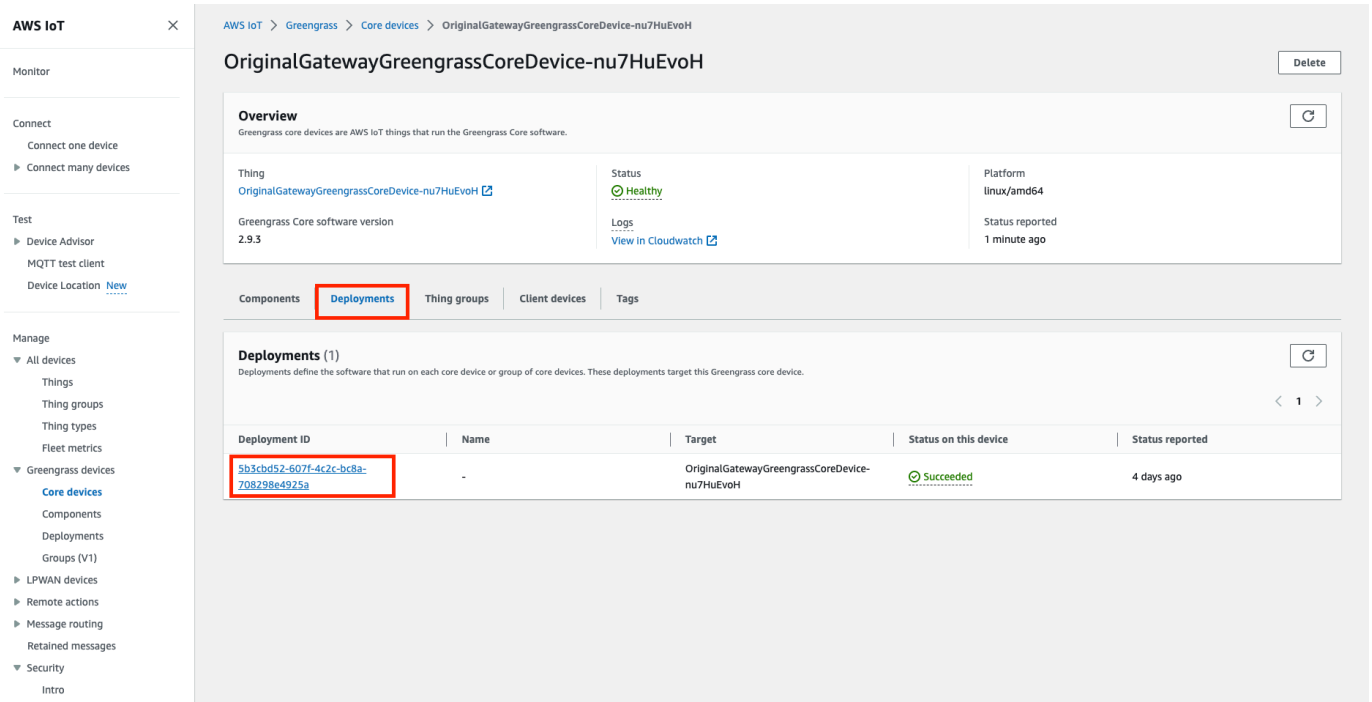 AWS IoT
Monitor
Connect
Connect one device
Connect many devices
Test
Device Advisor
MQTT test client
Device Location New
Manage
All devices
Things
Thing groups
Thing types
Fleet metrics
Greengrass devices
Core devices
Components
Deployments
Groups (V1)
LPWAN devices
Remote actions
Message routing
Retained messages
Security
Intro
AWS IoT > Greengrass > Core devices > OriginalGatewayGreengrassCoreDevice-nu7HuEvoH
OriginalGatewayGreengrassCoreDevice-nu7HuEvoH
Delete
Overview
Greengrass core devices are AWS IoT things that run the Greengrass Core software.
Thing
OriginalGatewayGreengrassCoreDevice-nu7HuEvoH
Greengrass Core software version
2.9.3
Status
Healthy
Logs
View in Cloudwatch
Platform
linux/amd64
Status reported
1 minute ago
Components Deployments Thing groups Client devices Tags
Deployments (1)
Deployments define the software that run on each core device or group of core devices. These deployments target this Greengrass core device.
< 1 >
Deployment ID Name Target Status on this device Status reported
5b3cbd52-607f-4c2c-bc8a-
708298e4925a
-
OriginalGatewayGreengrassCoreDevice-
nu7HuEvoH
Succeeded
4 days ago